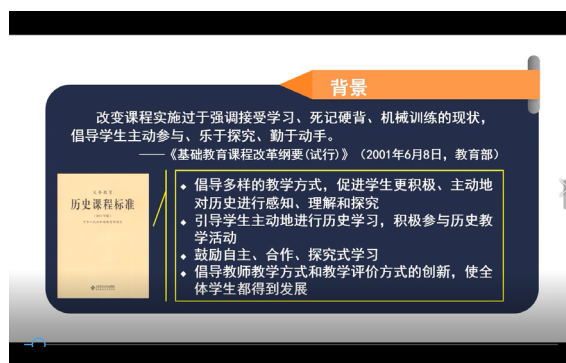 背景
改变课程实施过于强调接受学习、死记硬背、机械训练的现状，
倡导学生主动参与、乐于探究、勤于动手。
——《基础教育课程改革纲要(试行)》（2001年6月8日，教育部）
历史课程标准
◆ 倡导多样的教学方式，促进学生更积极、主动地
对历史进行感知、理解和探究
◆ 引导学生主动地进行历史学习，积极参与历史教
学活动
◆ 鼓励自主、合作、探究式学习
◆ 倡导教师教学方式和教学评价方式的创新，使全
体学生都得到发展